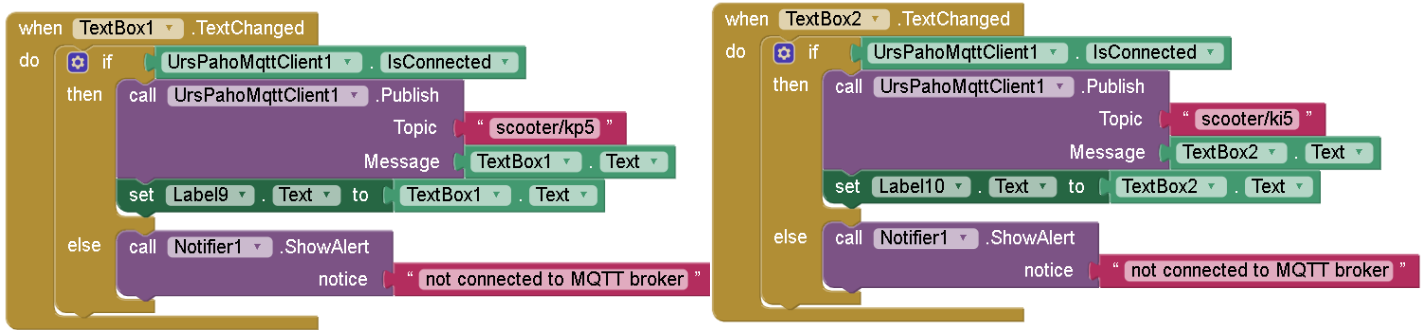 when TextBox1 .TextChanged
do if UrsPahoMqttClient1 . IsConnected
then call UrsPahoMqttClient1 .Publish
Topic " scooter/kp5 "
Message TextBox1 . Text
set Label9 . Text to TextBox1 . Text
else call Notifier1 .ShowAlert
notice " not connected to MQTT broker "
when TextBox2 .TextChanged
do if UrsPahoMqttClient1 . IsConnected
then call UrsPahoMqttClient1 .Publish
Topic " scooter/ki5 "
Message TextBox2 . Text
set Label10 . Text to TextBox2 . Text
else call Notifier1 .ShowAlert
notice " not connected to MQTT broker "